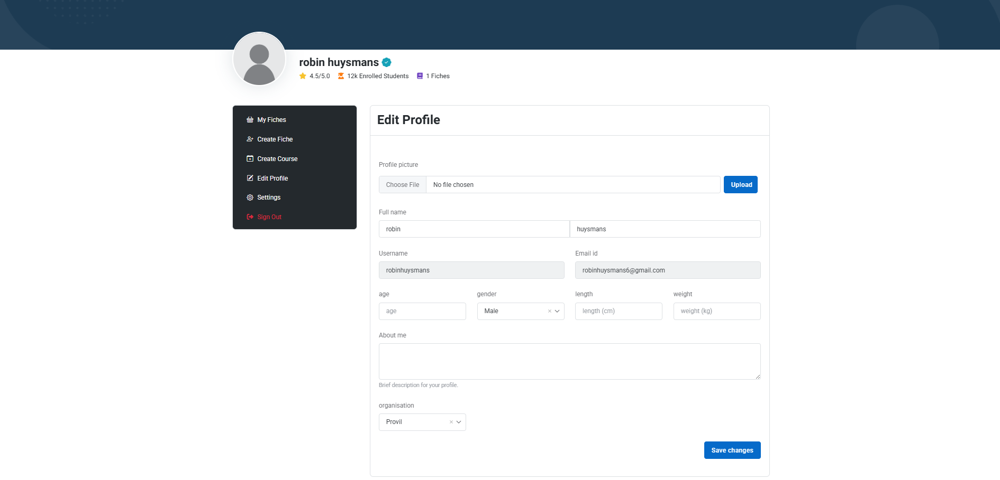 robin huysmans
4.5/5.0 12k Enrolled Students 1 Fiches
My Fiches
Create Fiche
Create Course
Edit Profile
Settings
Sign Out
Edit Profile
Profile picture
Choose File No file chosen Upload
Full name
robin huysmans
Username Email id
robinhuysmans robinhuysmans6@gmail.com
age gender length weight
age Male × length (cm) weight (kg)
About me
Brief description for your profile.
organisation
Provil ×
Save changes